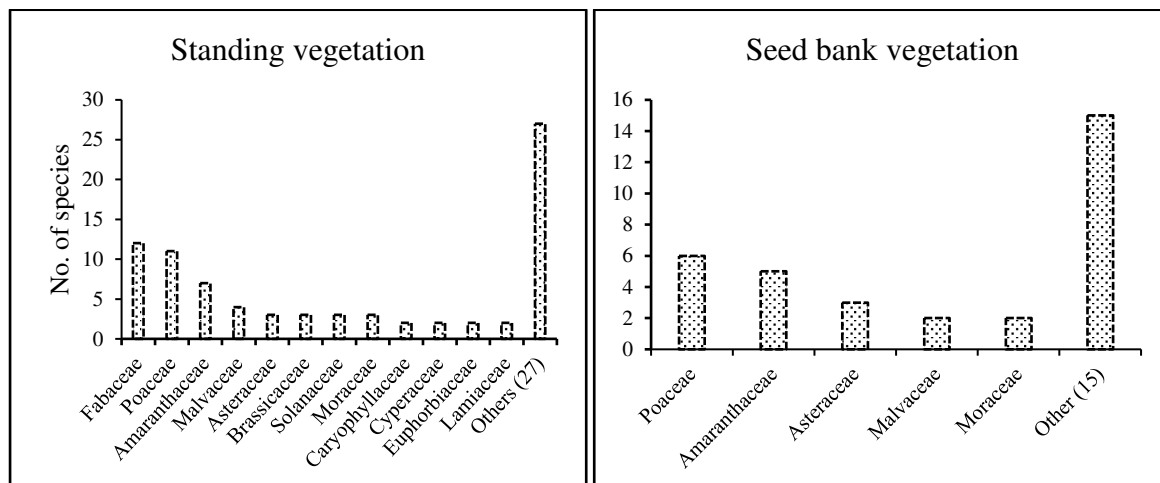 Standing vegetation
No. of species
30
25
20
15
10
5
0
Fabaceae
Poaceae
Amaranthaceae
Malvaceae
Asteraceae
Brassicaceae
Solanaceae
Moraceae
Caryophyllaceae
Cyperaceae
Euphorbiaceae
Lamiaceae
Others (27)
Seed bank vegetation
16
14
12
10
8
6
4
2
0
Poaceae
Amaranthaceae
Asteraceae
Malvaceae
Moraceae
Other (15)